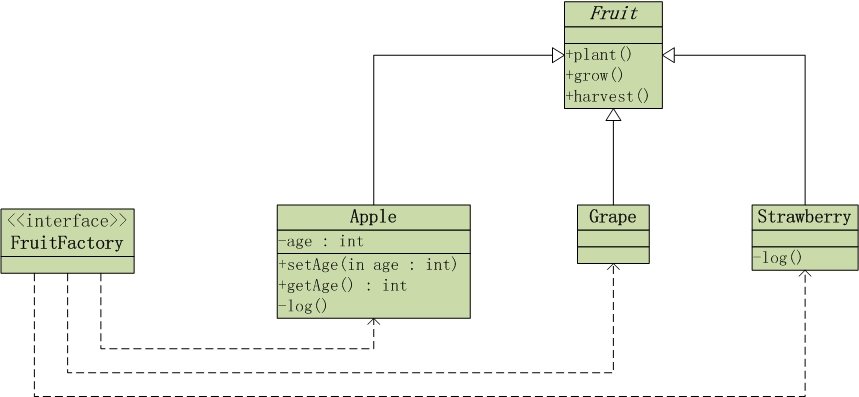 Fruit
+plant()
+grow()
+harvest()
<<interface>>
FruitFactory
Apple
-age : int
+setAge(in age : int)
+getAge() : int
-log()
Grape
Strawberry
-log()